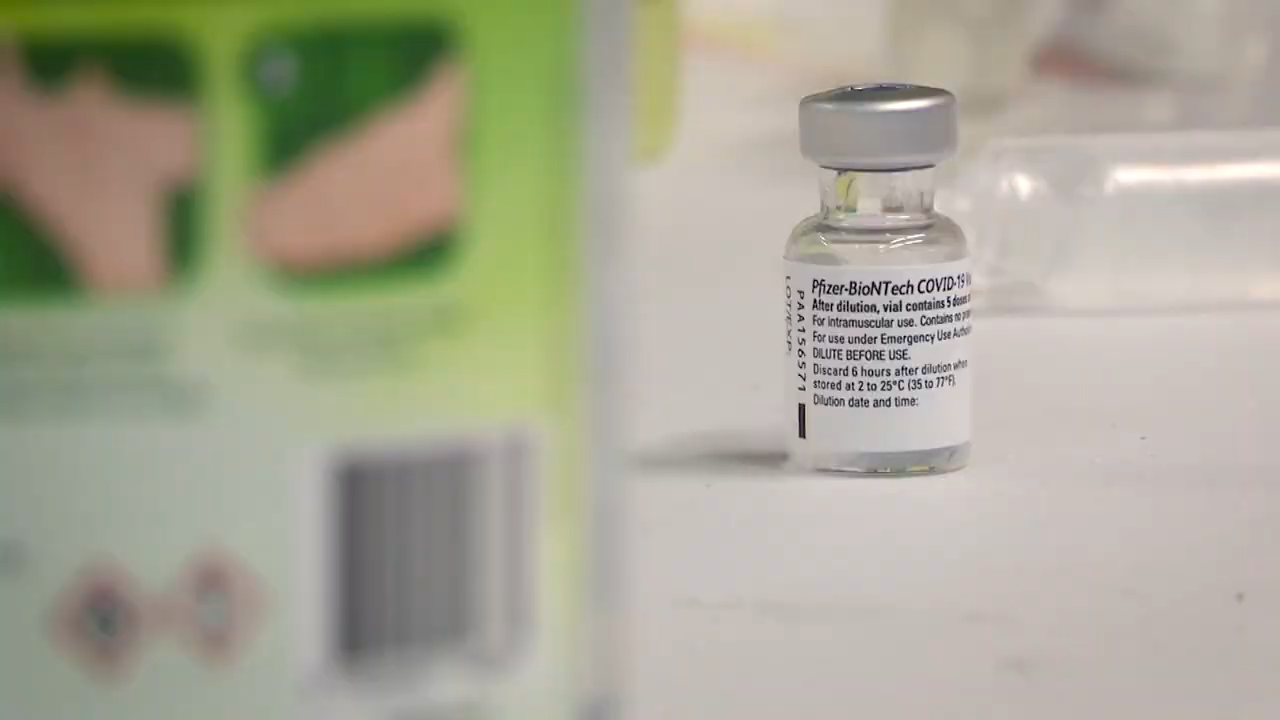 Pfizer-BioNTech COVID-19
After dilution, vial contains 5 doses
For intramuscular use. Contains no
For use under Emergency Use
DILUTE BEFORE USE.
Discard 6 hours after dilution when
stored at 2 to 25°C (35 to 77°F).
Dilution date and time:
PAA156571
LOT/EXP: